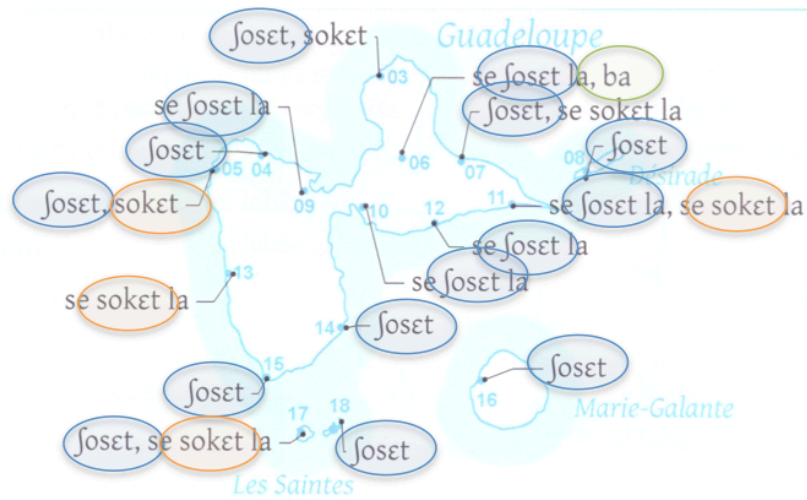 ʃosɛt, sokɛt
Guadeloupe
03
se ʃosɛt la, ba
se ʃosɛt la
ʃosɛt, se sokɛt la
ʃosɛt
ʃosɛt
05
04
06
07
08
Désirade
ʃosɛt, sokɛt
09
10
12
11
se ʃosɛt la, se sokɛt la
se ʃosɛt la
se sokɛt la
13
se ʃosɛt la
14
ʃosɛt
ʃosɛt
15
ʃosɛt
16
17
18
Marie-Galante
ʃosɛt, se sokɛt la
ʃosɛt
Les Saintes